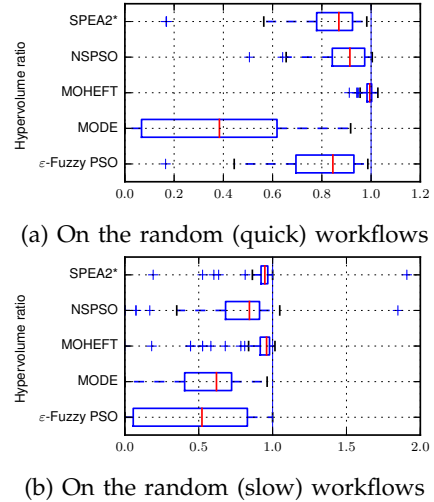 Hypervolume ratio
SPEA2*
NSPSO
MOHEFT
MODE
ε-Fuzzy PSO
0.0 0.2 0.4 0.6 0.8 1.0 1.2
(a) On the random (quick) workflows
Hypervolume ratio
SPEA2*
NSPSO
MOHEFT
MODE
ε-Fuzzy PSO
0.0 0.5 1.0 1.5 2.0
(b) On the random (slow) workflows